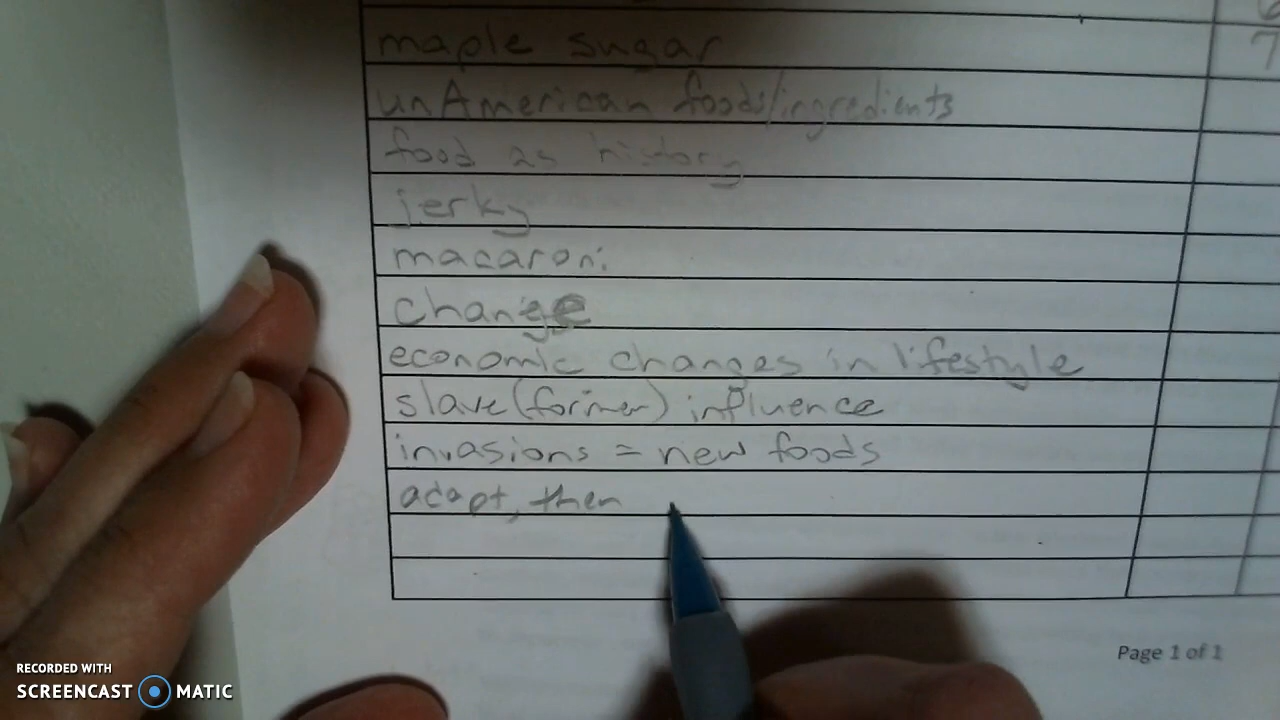 maple sugar
7
unAmerican foods/ingredients
food as history
jerky
macaroni
change
economic changes in lifestyle
slave (former) influence
invasions = new foods
adapt, then
Page 1 of 1
RECORDED WITH
SCREENCAST O MATIC